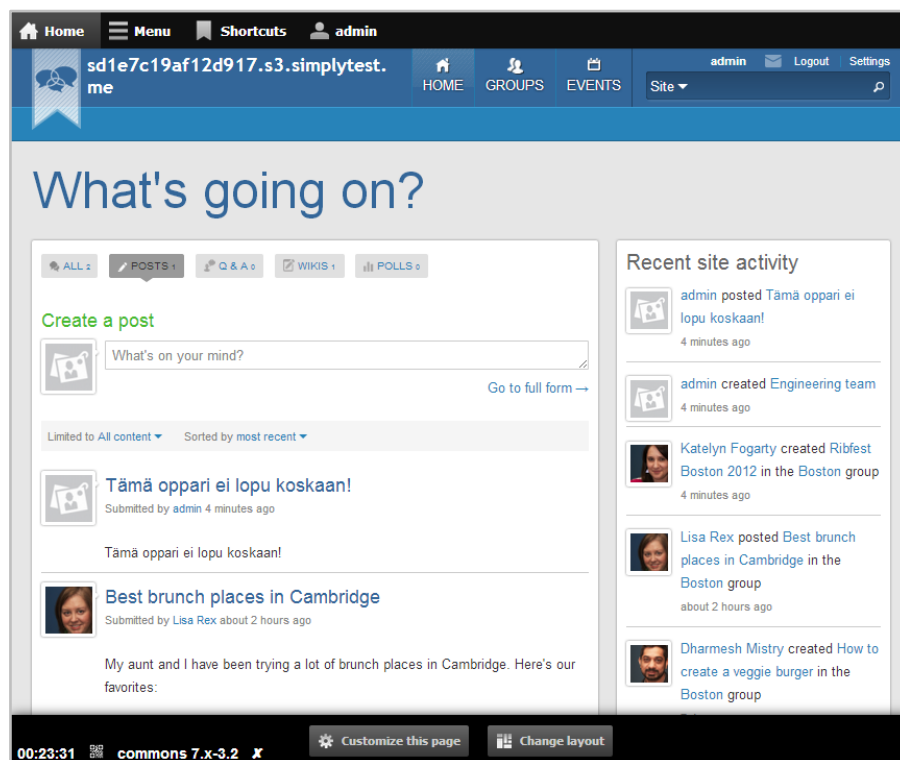 Home Menu Shortcuts admin
sd1e7c19af12d917.s3.simplytest.
me
HOME GROUPS EVENTS
admin Logout Settings
Site
What's going on?
ALL 2 POSTS 1 Q & A 0 WIKIS 1 POLLS 0
Create a post
What's on your mind?
Go to full form →
Limited to All content Sorted by most recent
Tämä oppari ei lopu koskaan!
Submitted by admin 4 minutes ago
Tämä oppari ei lopu koskaan!
Best brunch places in Cambridge
Submitted by Lisa Rex about 2 hours ago
My aunt and I have been trying a lot of brunch places in Cambridge. Here's our
favorites:
Recent site activity
admin posted Tämä oppari ei
lopu koskaan!
4 minutes ago
admin created Engineering team
4 minutes ago
Katelyn Fogarty created Ribfest
Boston 2012 in the Boston group
4 minutes ago
Lisa Rex posted Best brunch
places in Cambridge in the
Boston group
about 2 hours ago
Dharmesh Mistry created How to
create a veggie burger in the
Boston group
00:23:31 commons 7.x-3.2 ✗
Customize this page Change layout